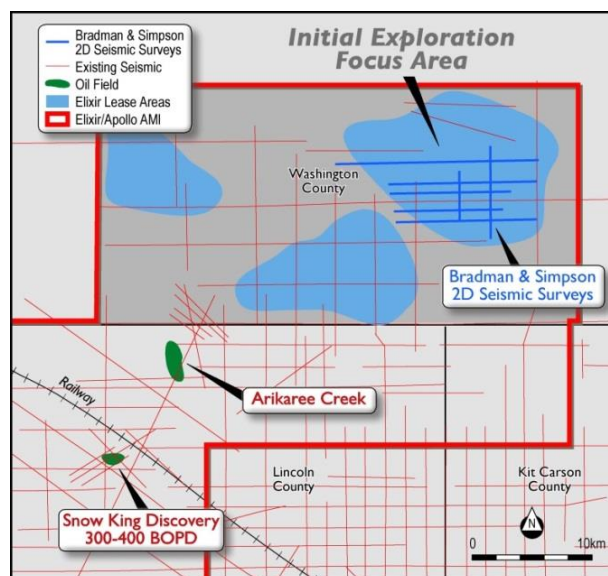 Bradman & Simpson
2D Seismic Surveys
Existing Seismic
Oil Field
Elixir Lease Areas
Elixir/Apollo AMI
Initial Exploration
Focus Area
Washington
County
Bradman & Simpson
2D Seismic Surveys
Arikaree Creek
Railway
Snow King Discovery
300-400 BOPD
Lincoln
County
Kit Carson
County
N
0
10km